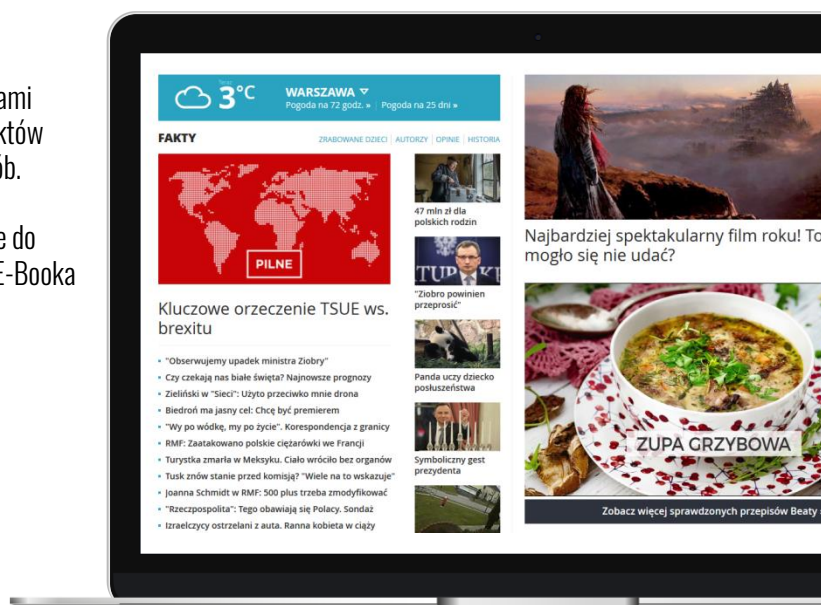 ami
któw
ób.
e do
E-Booka
Teraz
3°C
WARSZAWA
Pogoda na 72 godz. » | Pogoda na 25 dni »
FAKTY
ZRABOWANE DZIECI | AUTORZY | OPINIE | HISTORIA
PILNE
Kluczowe orzeczenie TSUE ws.
brexitu
"Obserwujemy upadek ministra Ziobry"
Czy czekają nas białe święta? Najnowsze prognozy
Zieliński w "Sieci": Użyto przeciwko mnie drona
Biedroń ma jasny cel: Chcę być premierem
"Wy po wódkę, my po życie". Korespondencja z granicy
RMF: Zaatakowano polskie ciężarówki we Francji
Turystka zmarła w Meksyku. Ciało wróciło bez organów
Tusk znów stanie przed komisją? "Wiele na to wskazuje"
Joanna Schmidt w RMF: 500 plus trzeba zmodyfikować
"Rzeczpospolita": Tego obawiają się Polacy. Sondaż
Izraelczycy ostrzelani z auta. Ranna kobieta w ciąży
47 mln zł dla
polskich rodzin
"Ziobro powinien
przeprosić"
Panda uczy dziecko
posłuszeństwa
Symboliczny gest
prezydenta
Najbardziej spektakularny film roku! To
mogło się nie udać?
ZUPA GRZYBOWA
Zobacz więcej sprawdzonych przepisów Beaty